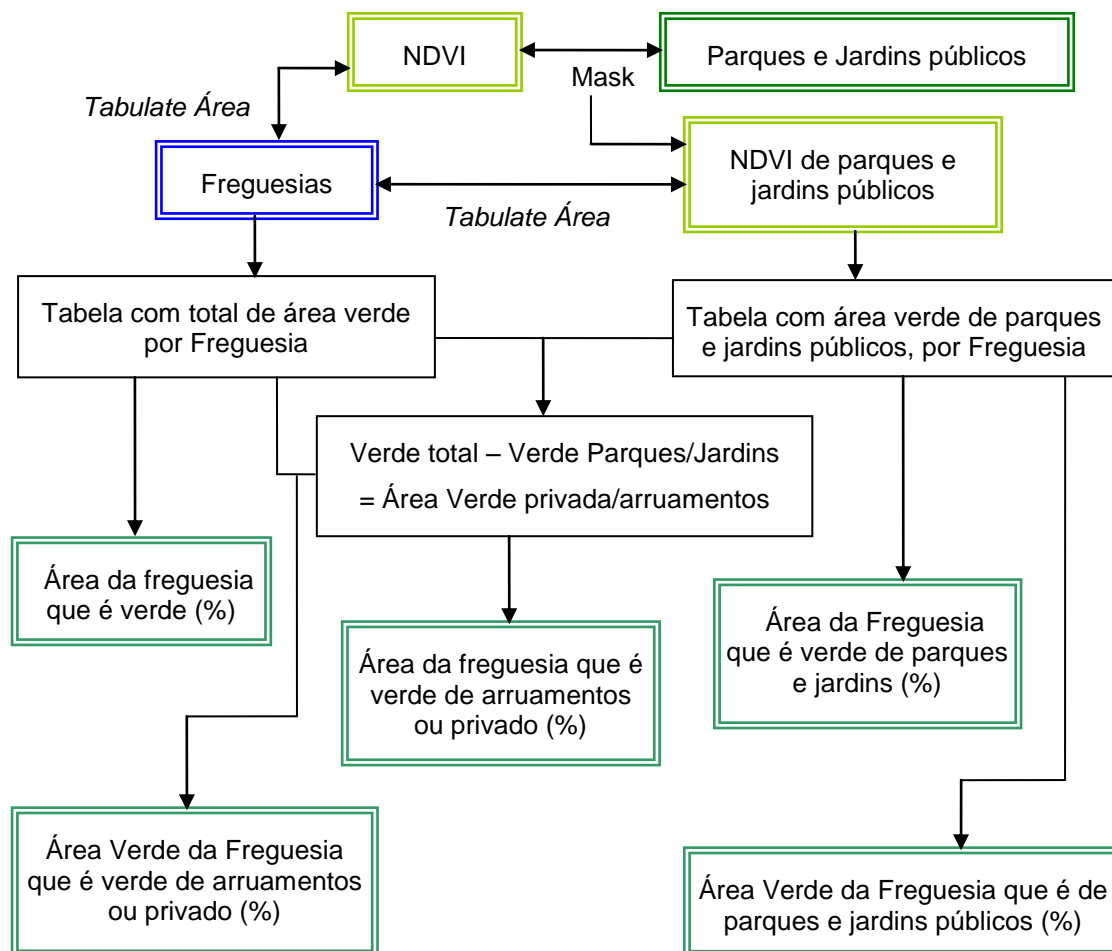 NDVI
Parques e Jardins públicos
Mask
Tabulate Área
Freguesias
NDVI de parques e
jardins públicos
Tabulate Área
Tabela com total de área verde
por Freguesia
Tabela com área verde de parques
e jardins públicos, por Freguesia
Verde total – Verde Parques/Jardins
= Área Verde privada/arruamentos
Área da freguesia
que é verde (%)
Área da freguesia que é
verde de arruamentos
ou privado (%)
Área da Freguesia
que é verde de parques
e jardins (%)
Área Verde da Freguesia
que é verde de arruamentos
ou privado (%)
Área Verde da Freguesia que é de
parques e jardins públicos (%)